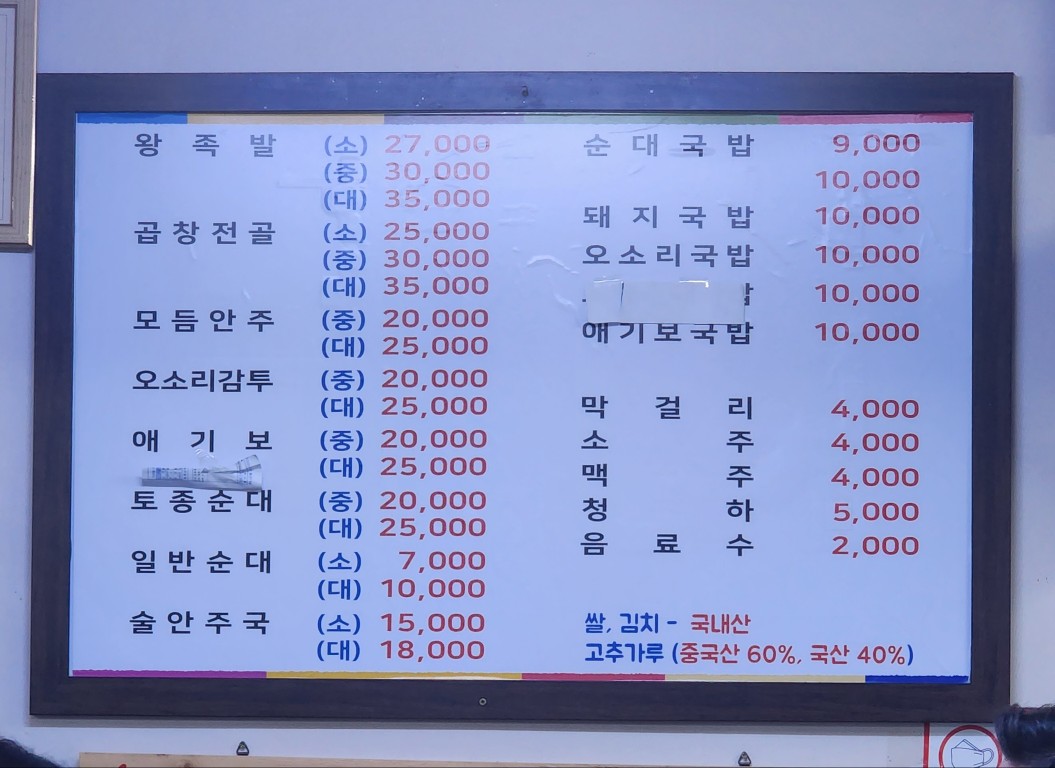 왕족발 (소) 27,000
(중) 30,000
(대) 35,000
곱창전골 (소) 25,000
(중) 30,000
(대) 35,000
모듬안주 (중) 20,000
(대) 25,000
오소리감투 (중) 20,000
(대) 25,000
애기보 (중) 20,000
(대) 25,000
토종순대 (중) 20,000
(대) 25,000
일반순대 (소) 7,000
(대) 10,000
술안주국 (소) 15,000
(대) 18,000
순대국밥 9,000
10,000
돼지국밥 10,000
오소리국밥 10,000
밥 10,000
애기보국밥 10,000
막걸리 4,000
소주 4,000
맥주 4,000
청하 5,000
음료수 2,000
쌀, 김치 - 국내산
고추가루 (중국산 60%, 국산 40%)